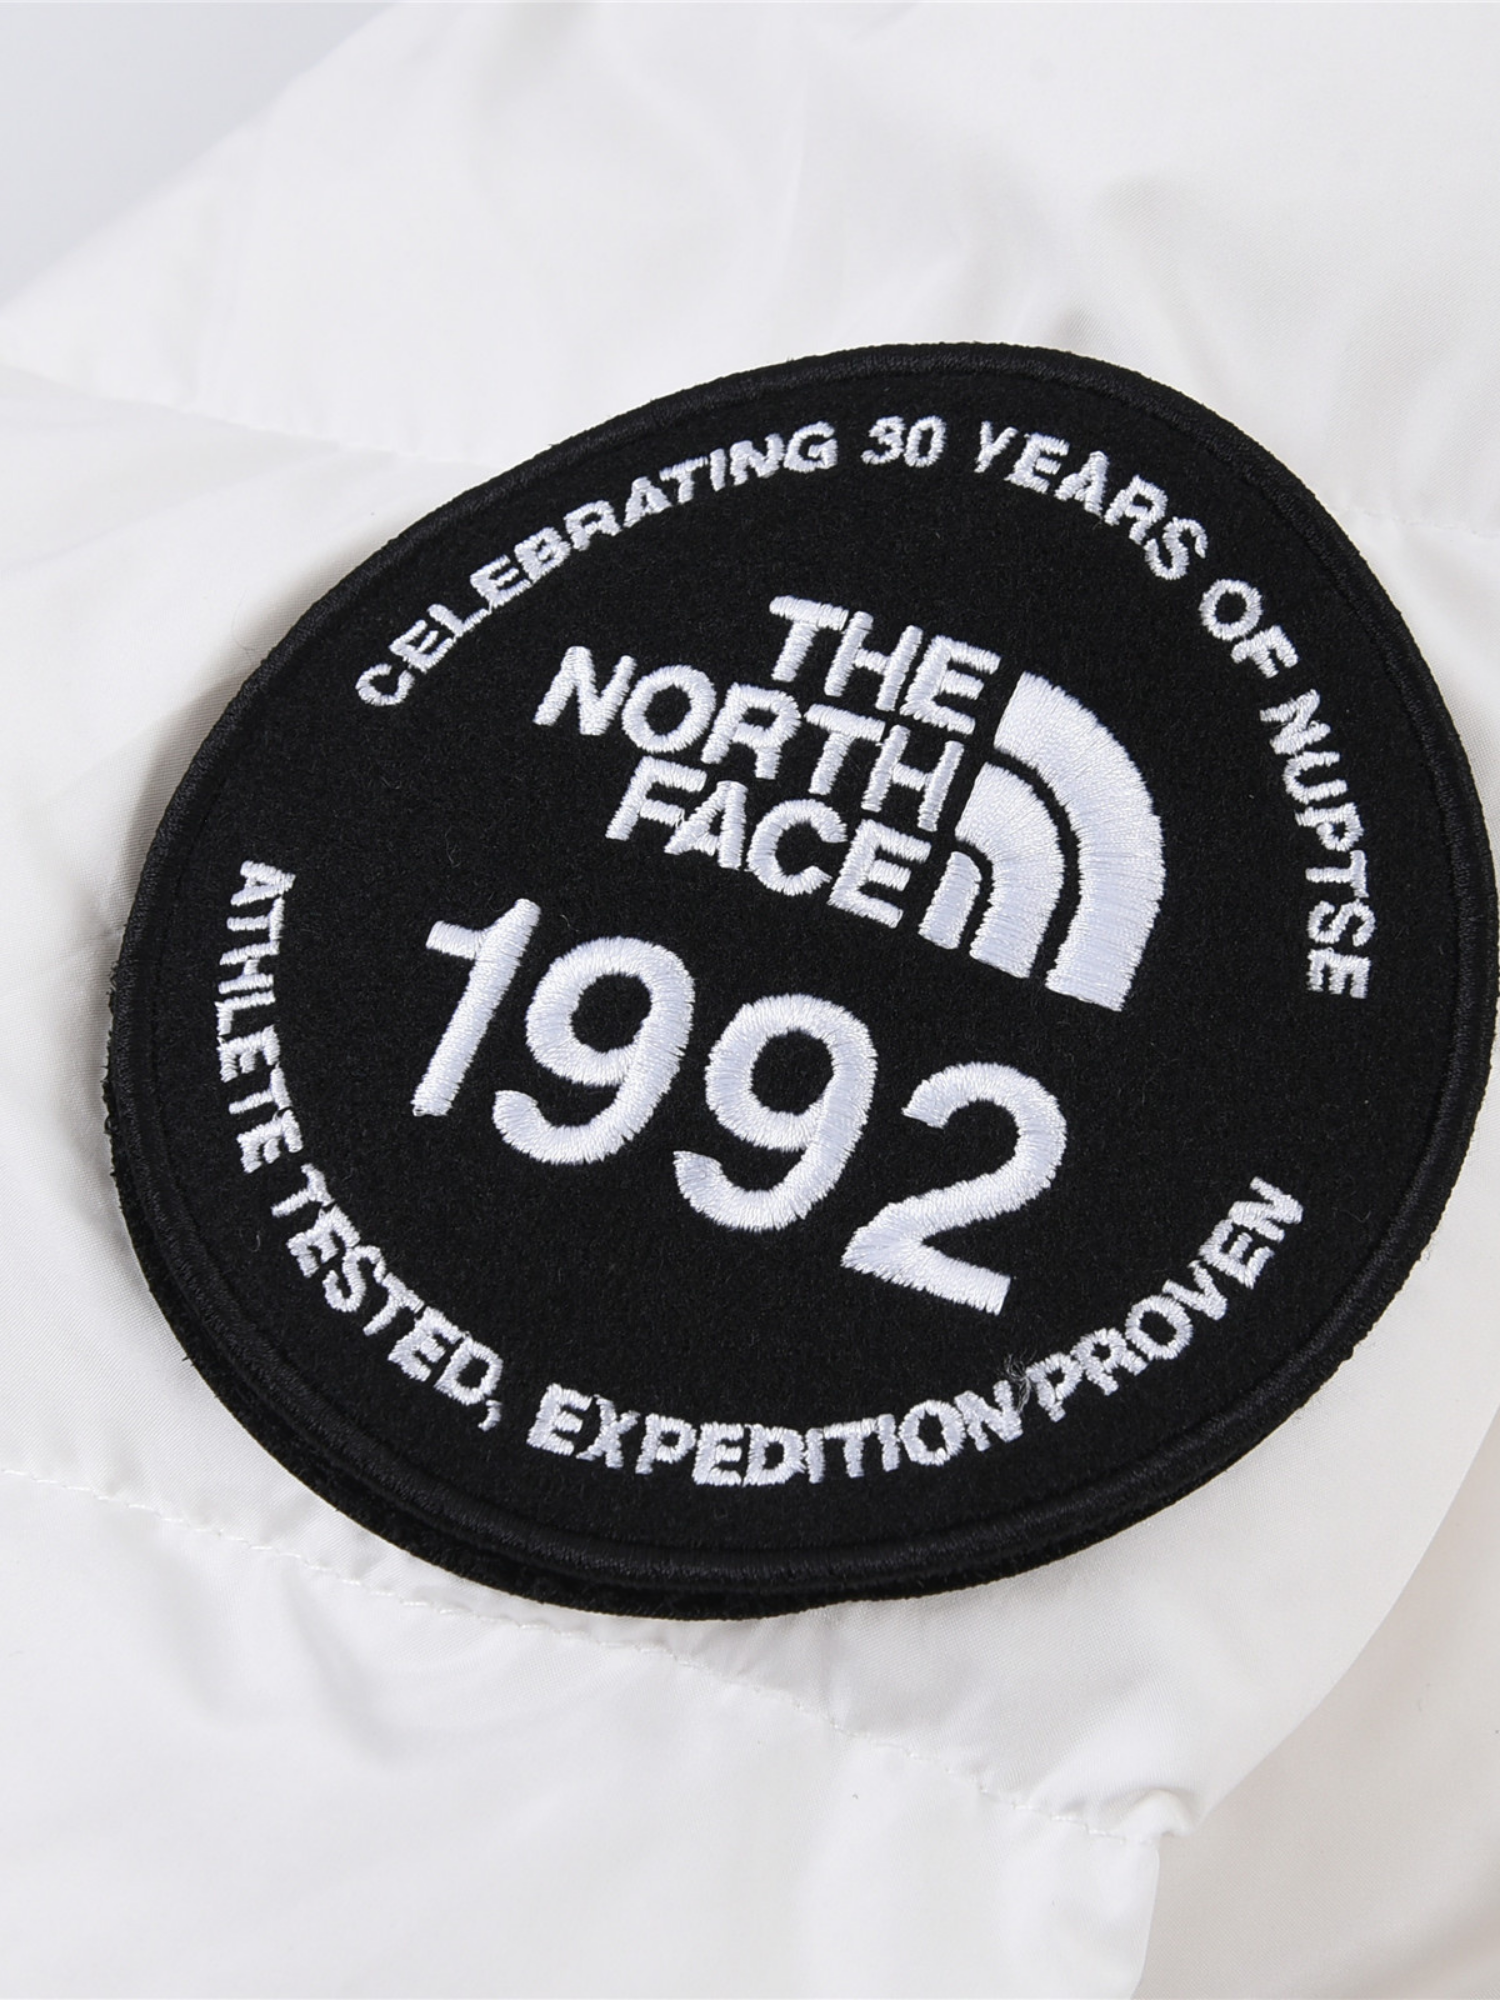 CELEBRATING 30 YEARS OF NUPTSE
THE
NORTH
FACE
1992
ATHLETE TESTED, EXPEDITION PROVEN